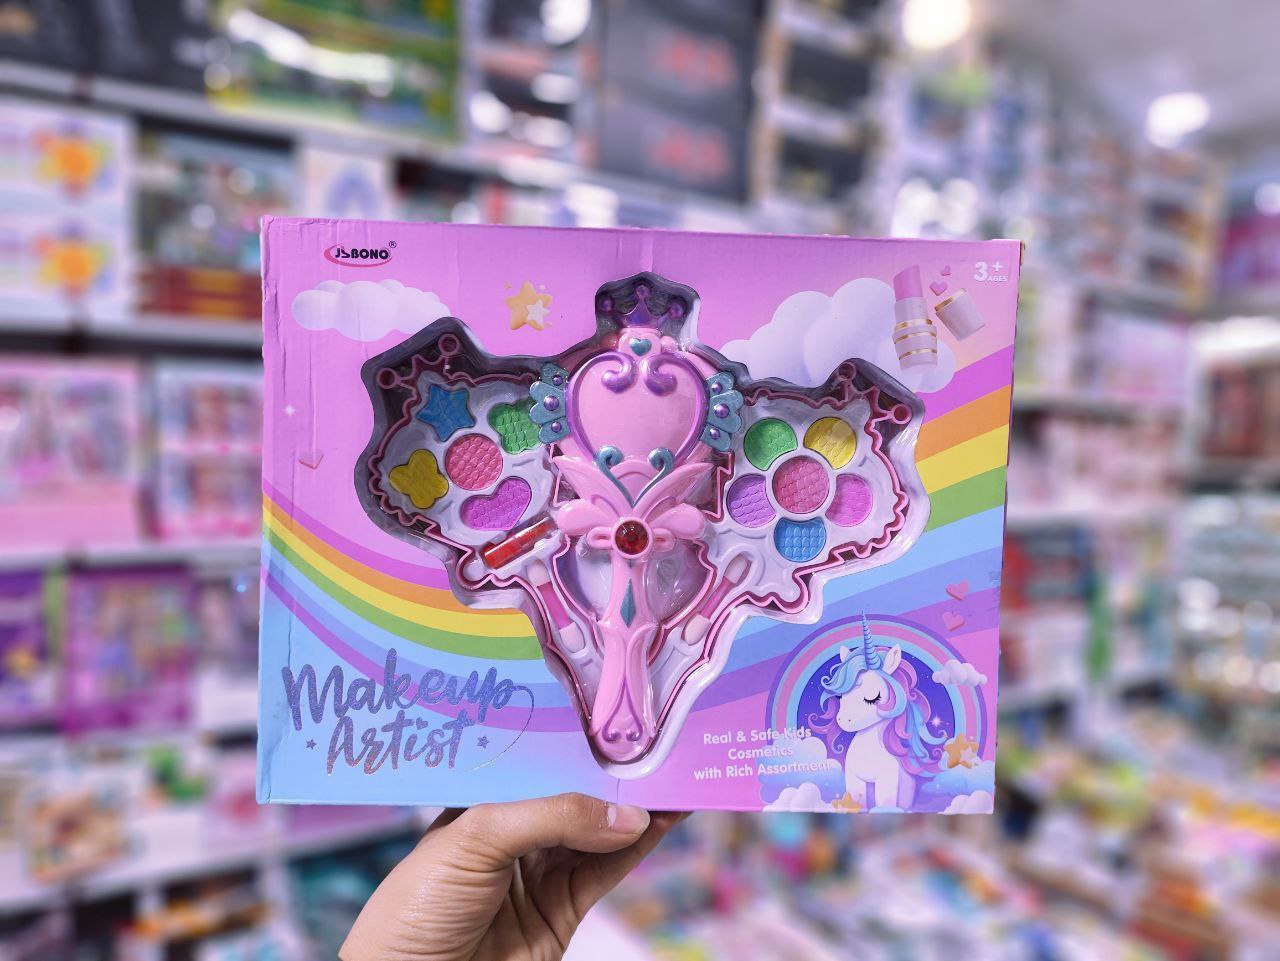 JSBONO®
3+
AGES
Makeup
Artist
Real & Safe Kids
Cosmetics
with Rich Assortment